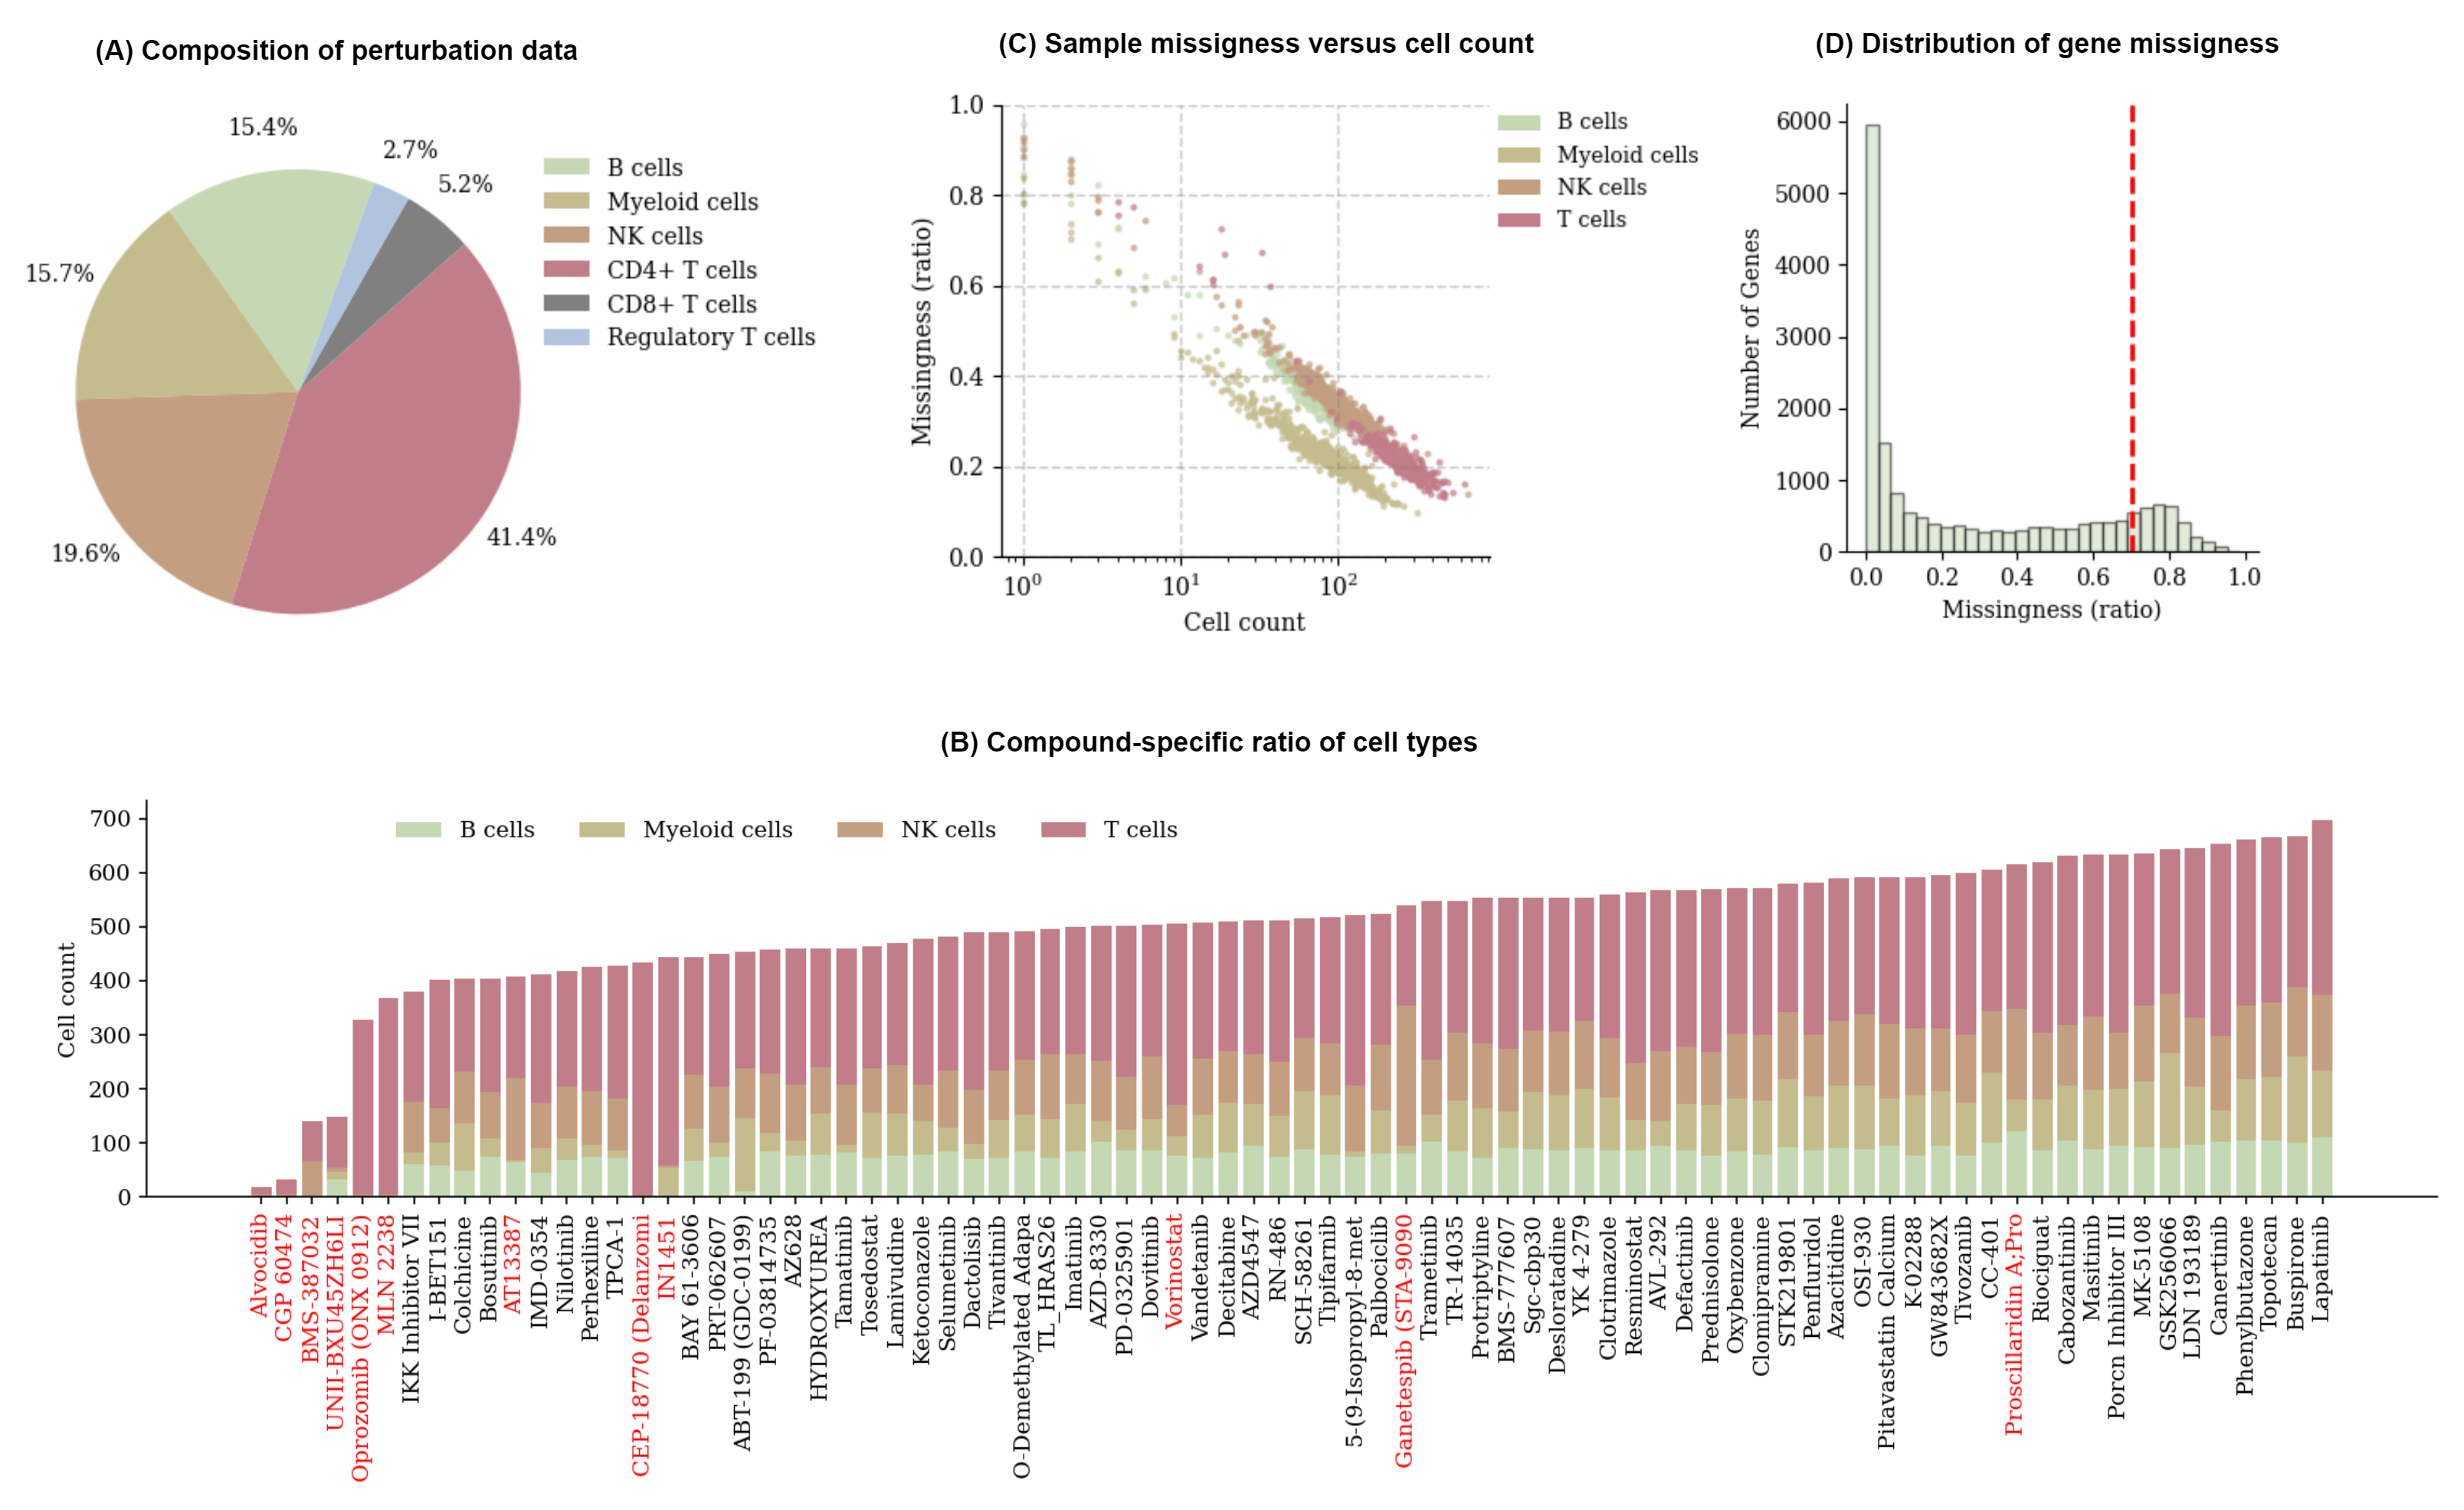 (A) Composition of perturbation data
15.4%
2.7%
5.2%
15.7%
19.6%
41.4%
B cells
Myeloid cells
NK cells
CD4+ T cells
CD8+ T cells
Regulatory T cells
(C) Sample missigness versus cell count
Missingness (ratio)
1.0
0.8
0.6
0.4
0.2
0.0
10⁰
10¹
10²
Cell count
B cells
Myeloid cells
NK cells
T cells
(D) Distribution of gene missigness
Number of Genes
6000
5000
4000
3000
2000
1000
0
0.0
0.2
0.4
0.6
0.8
1.0
Missingness (ratio)
(B) Compound-specific ratio of cell types
B cells
Myeloid cells
NK cells
T cells
Cell count
700
600
500
400
300
200
100
0
Alvocidib
CGP 60474
BMS-387032
UNII-BXU45ZH6LI
Oprozomib (ONX 0912)
MLN 2238
IKK Inhibitor VII
I-BET151
Colchicine
Bosutinib
AT13387
IMD-0354
Nilotinib
Perhexiline
TPCA-1
CEP-18770 (Delanzomi
IN1451
BAY 61-3606
PRT-062607
ABT-199 (GDC-0199)
PF-03814735
AZ628
HYDROXYUREA
Tamatinib
Tosedostat
Lamivudine
Ketoconazole
Selumetinib
Dactolisib
Tivantinib
O-Demethylated Adapa
TL_HRAS26
Imatinib
AZD-8330
PD-0325901
Dovitinib
Vorinostat
Vandetanib
Decitabine
AZD4547
RN-486
SCH-58261
Tipifarnib
5-(9-Isopropyl-8-met
Palbociclib
Ganetespib (STA-9090
Trametinib
TR-14035
Protriptyline
BMS-777607
Sgc-cbp30
Desloratadine
YK 4-279
Clotrimazole
Resminostat
AVL-292
Defactinib
Prednisolone
Oxybenzone
Clomipramine
STK219801
Penfluridol
Azacitidine
OSI-930
Pitavastatin Calcium
K-02288
GW843682X
Tivozanib
CC-401
Proscillaridin A;Pro
Riociguat
Cabozantinib
Masitinib
Porcn Inhibitor III
MK-5108
GSK256066
LDN 193189
Canertinib
Phenylbutazone
Topotecan
Buspirone
Lapatinib